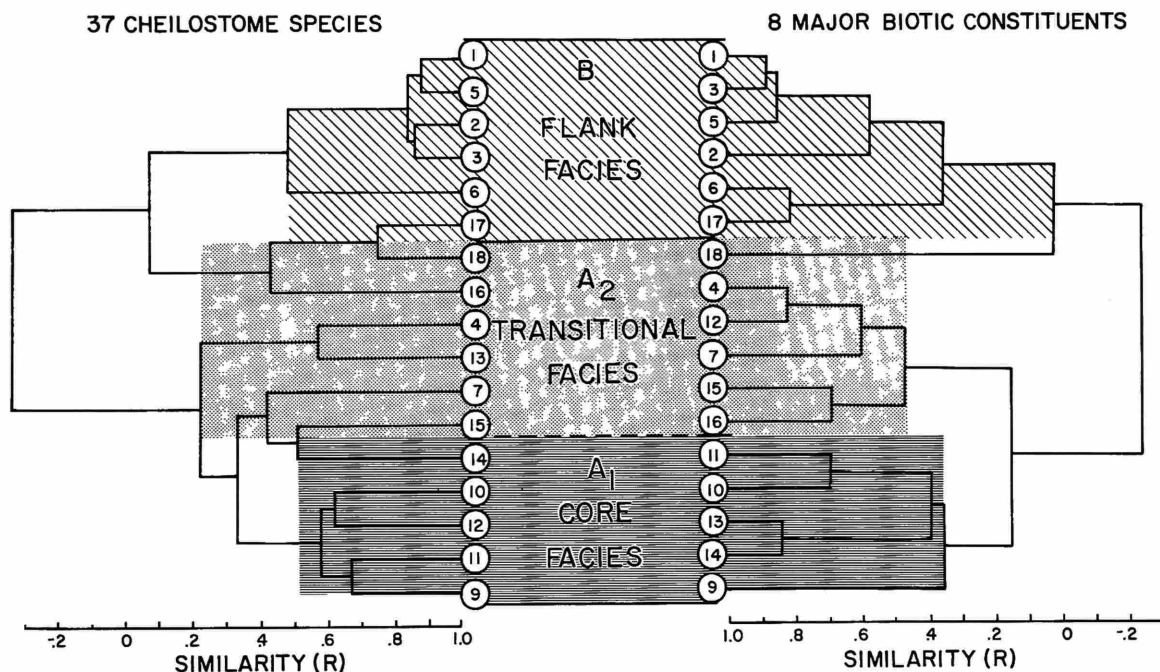 37 CHEILOSTOME SPECIES
8 MAJOR BIOTIC CONSTITUENTS
1
5
2
3
6
17
18
16
4
13
7
15
14
10
12
11
9
B
FLANK
FACIES
A2
TRANSITIONAL
FACIES
A1
CORE
FACIES
1
3
5
2
6
17
18
4
12
7
15
16
11
10
13
14
9
-.2 0 .2 .4 .6 .8 1.0
SIMILARITY (R)
1.0 .8 .6 .4 .2 0 -.2
SIMILARITY (R)